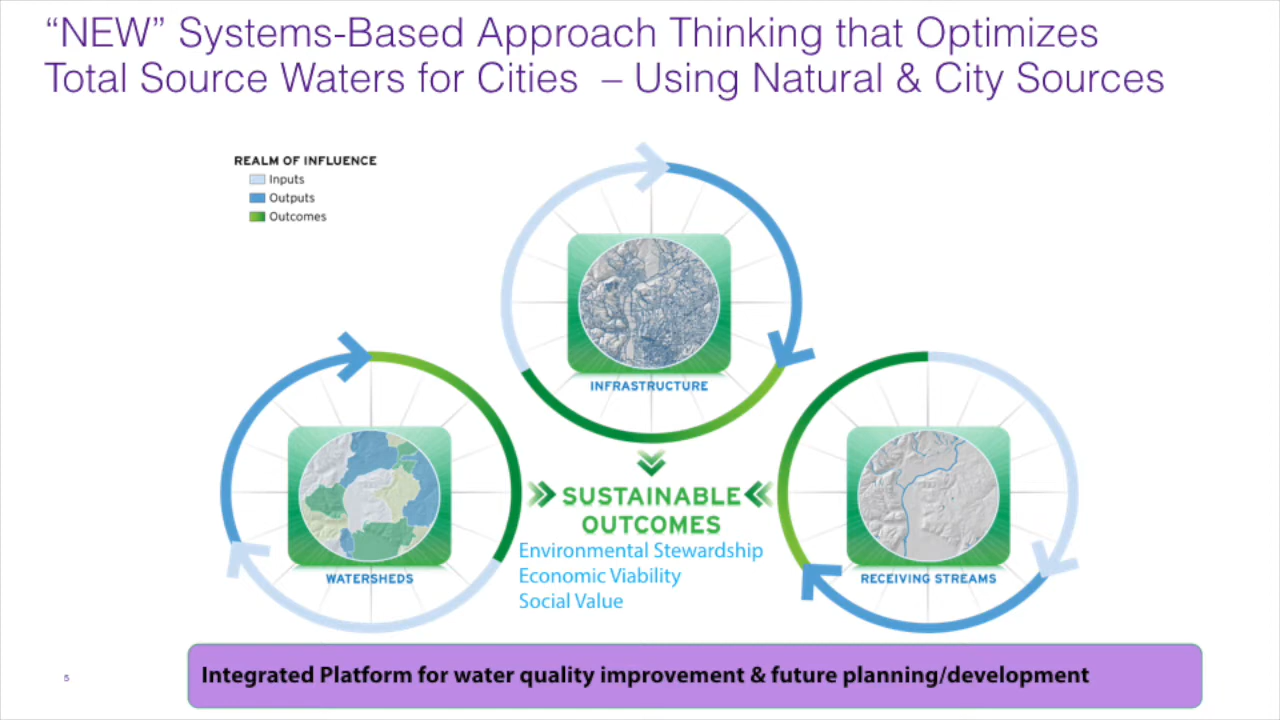 “NEW” Systems-Based Approach Thinking that Optimizes
Total Source Waters for Cities – Using Natural & City Sources
REALM OF INFLUENCE
Inputs
Outputs
Outcomes
INFRASTRUCTURE
WATERSHEDS
SUSTAINABLE
OUTCOMES
Environmental Stewardship
Economic Viability
Social Value
RECEIVING STREAMS
Integrated Platform for water quality improvement & future planning/development
5